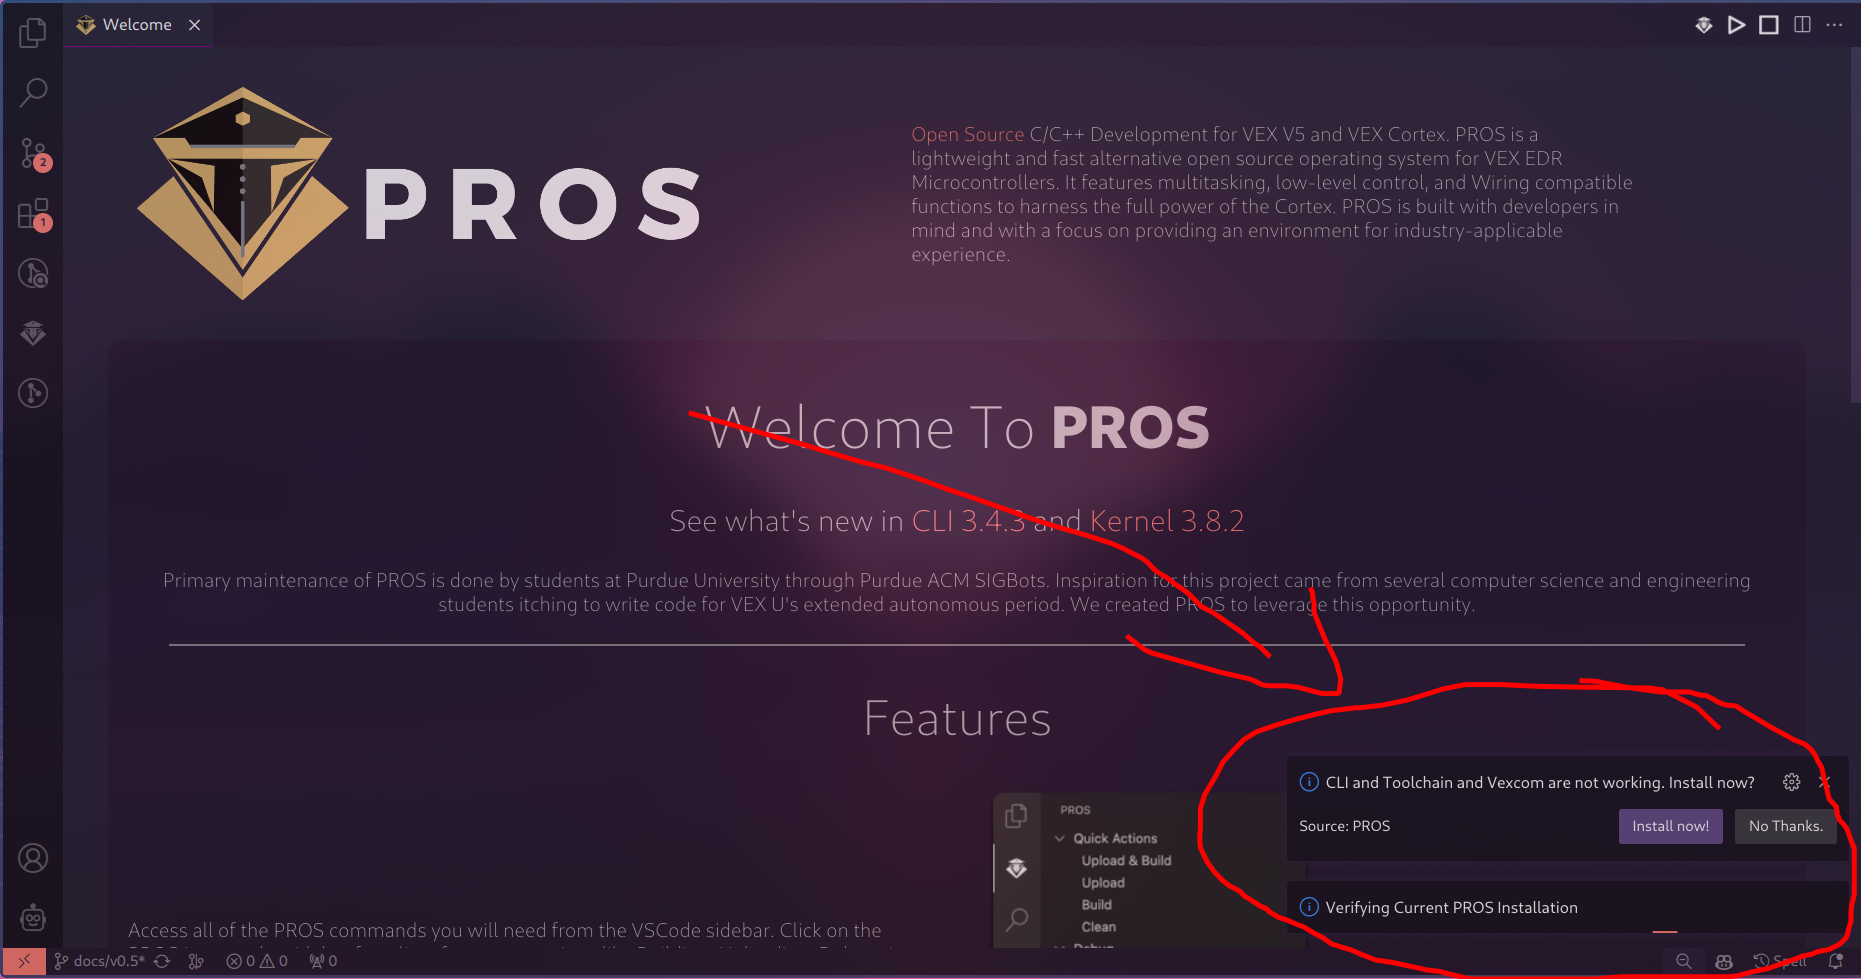 Welcome
PROS
Open Source C/C++ Development for VEX V5 and VEX Cortex. PROS is a
lightweight and fast alternative open source operating system for VEX EDR
Microcontrollers. It features multitasking, low-level control, and Wiring compatible
functions to harness the full power of the Cortex. PROS is built with developers in
mind and with a focus on providing an environment for industry-applicable
experience.
2
1
Welcome To PROS
See what's new in CLI 3.4.3 and Kernel 3.8.2
Primary maintenance of PROS is done by students at Purdue University through Purdue ACM SIGBots. Inspiration for this project came from several computer science and engineering
students itching to write code for VEX U's extended autonomous period. We created PROS to leverage this opportunity.
Features
PROS
Quick Actions
Upload & Build
Upload
Build
Clean
CLI and Toolchain and Vexcom are not working. Install now?
Source: PROS
Install now!
No Thanks.
Verifying Current PROS Installation
Access all of the PROS commands you will need from the VSCode sidebar. Click on the
docs/v0.5*
0
0
0
Spell